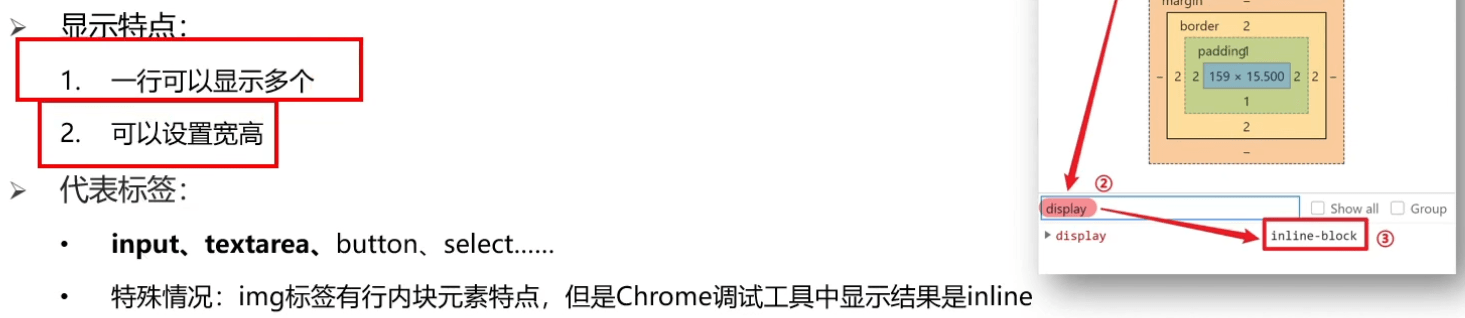 显示特点：
1. 一行可以显示多个
2. 可以设置宽高
代表标签：
• input、textarea、button、select……
• 特殊情况：img标签有行内块元素特点，但是Chrome调试工具中显示结果是inline
margin –
border 2
padding1
– 2 2 159 × 15.500 2 2 –
1
2
–
②
display Show all Group
display inline-block ③